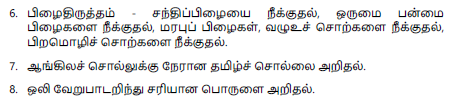 6. பிழைதிருத்தம் - சந்திப்பிழையை நீக்குதல், ஒருமை பன்மை
பிழைகளை நீக்குதல், மரபுப் பிழைகள், வழுஉச் சொற்களை நீக்குதல்,
பிறமொழிச் சொற்களை நீக்குதல்.
7. ஆங்கிலச் சொல்லுக்கு நேரான தமிழ்ச் சொல்லை அறிதல்.
8. ஒலி வேறுபாடறிந்து சரியான பொருளை அறிதல்.